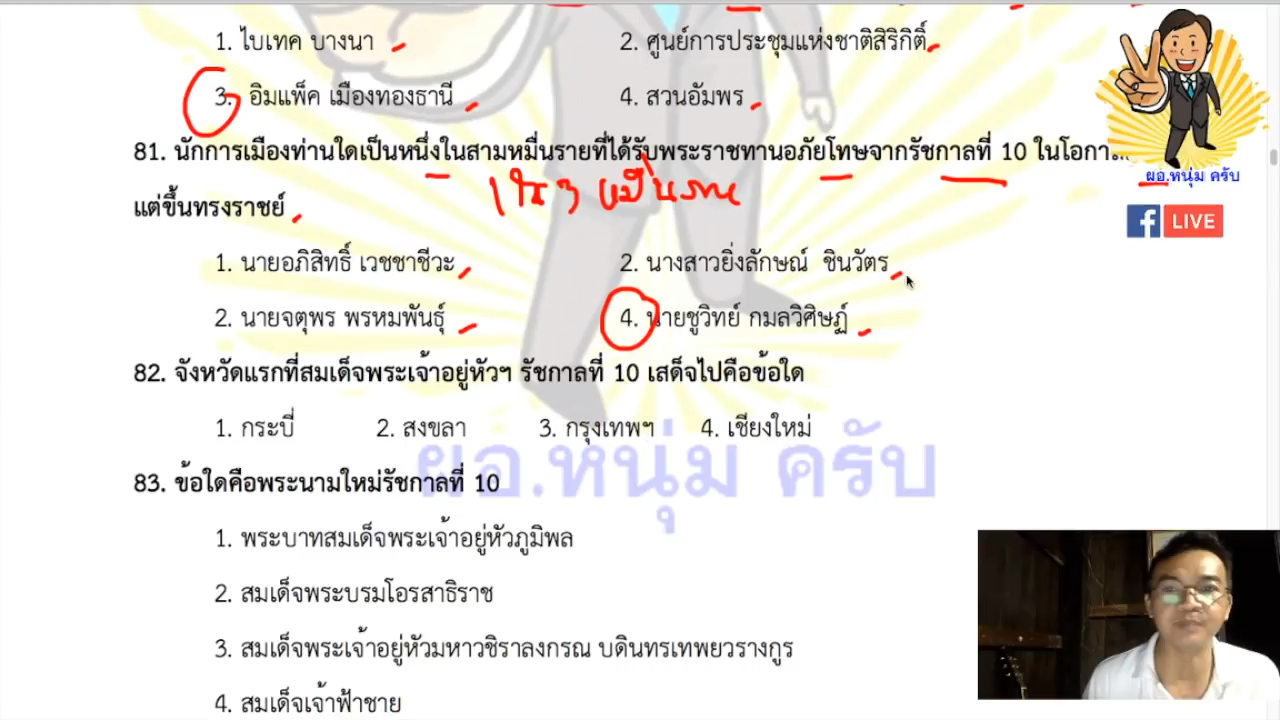 1. ไบเทค บางนา 2. ศูนย์การประชุมแห่งชาติสิริกิติ์
3. อิมแพ็ค เมืองทองธานี 4. สวนอัมพร
81. นักการเมืองท่านใดเป็นหนึ่งในสามหมื่นรายที่ได้รับพระราชทานอภัยโทษจากรัชกาลที่ 10 ในโอกาส
แต่ขึ้นทรงราชย์
1. นายอภิสิทธิ์ เวชชาชีวะ 2. นางสาวยิ่งลักษณ์ ชินวัตร
2. นายจตุพร พรหมพันธุ์ 4. นายชูวิทย์ กมลวิศิษฏ์
82. จังหวัดแรกที่สมเด็จพระเจ้าอยู่หัวฯ รัชกาลที่ 10 เสด็จไปคือข้อใด
1. กระบี่ 2. สงขลา 3. กรุงเทพฯ 4. เชียงใหม่
83. ข้อใดคือพระนามใหม่รัชกาลที่ 10
1. พระบาทสมเด็จพระเจ้าอยู่หัวภูมิพล
2. สมเด็จพระบรมโอรสาธิราช
3. สมเด็จพระเจ้าอยู่หัวมหาวชิราลงกรณ บดินทรเทพยวรางกูร
4. สมเด็จเจ้าฟ้าชาย
ผอ.หนุ่ม ครับ
ผอ.หนุ่ม ครับ
LIVE